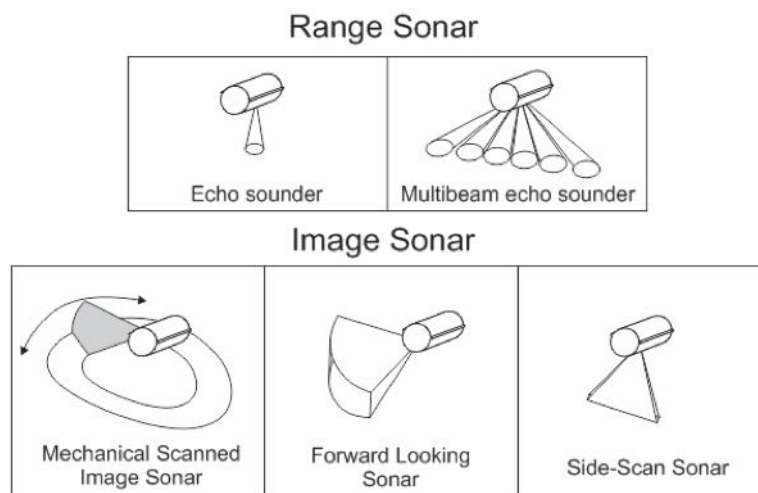 Range Sonar
Echo sounder
Multibeam echo sounder
Image Sonar
Mechanical Scanned
Image Sonar
Forward Looking
Sonar
Side-Scan Sonar